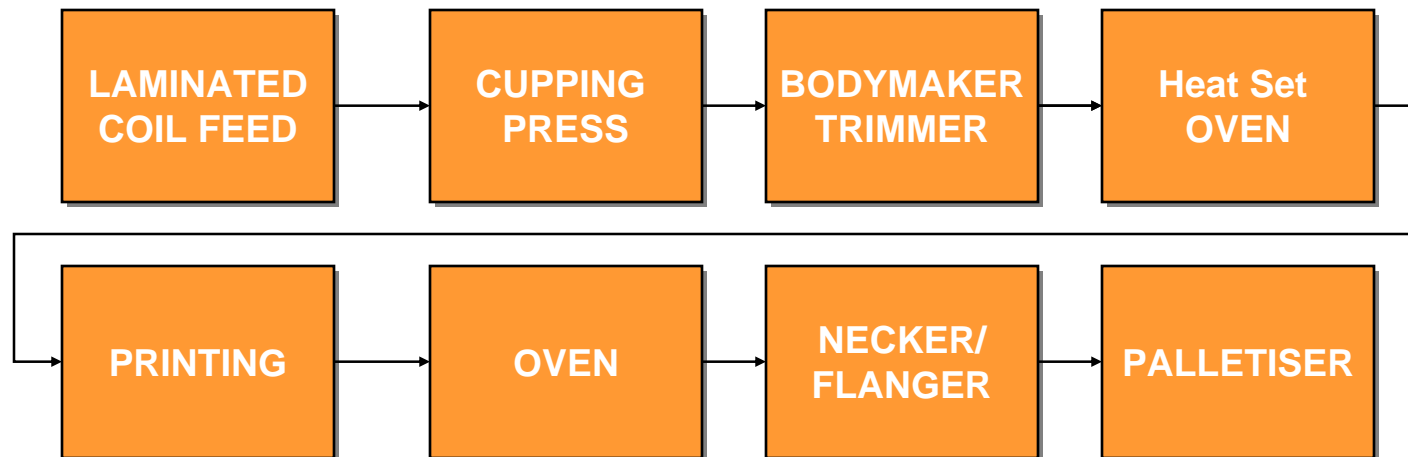 LAMINATED
COIL FEED
CUPPING
PRESS
BODYMAKER
TRIMMER
Heat Set
OVEN
PRINTING
OVEN
NECKER/
FLANGER
PALLETISER